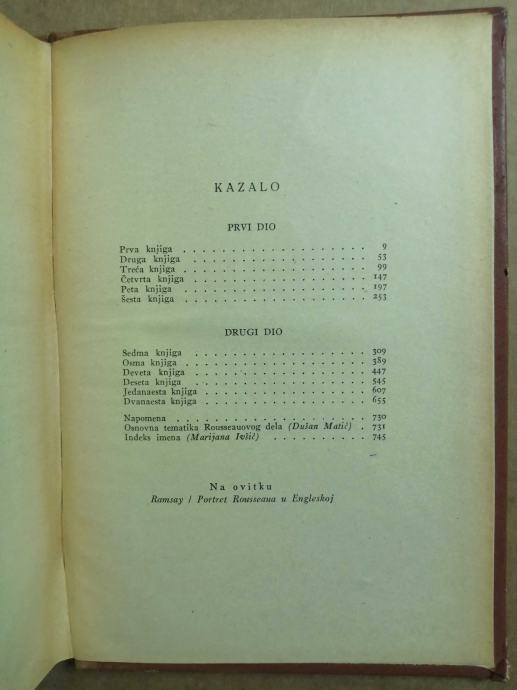 KAZALO
PRVI DIO
Prva knjiga . . . . . . . . . . . . . . . . . . 9
Druga knjiga . . . . . . . . . . . . . . . . . 53
Treća knjiga . . . . . . . . . . . . . . . . . 99
Četvrta knjiga . . . . . . . . . . . . . . . . 147
Peta knjiga . . . . . . . . . . . . . . . . . . 197
Šesta knjiga . . . . . . . . . . . . . . . . . 253
DRUGI DIO
Sedma knjiga . . . . . . . . . . . . . . . . 309
Osma knjiga . . . . . . . . . . . . . . . . . 389
Deveta knjiga . . . . . . . . . . . . . . . . 447
Deseta knjiga . . . . . . . . . . . . . . . . 545
Jedanaesta knjiga . . . . . . . . . . . . . . 607
Dvanaesta knjiga . . . . . . . . . . . . . . 655
Napomena . . . . . . . . . . . . . . . . . . 730
Osnovna tematika Rousseauovog dela (Dušan Matić) . 731
Indeks imena (Marijana Ivšić) . . . . . . . . . 745
Na ovitku
Ramsay / Portret Rousseaua u Engleskoj